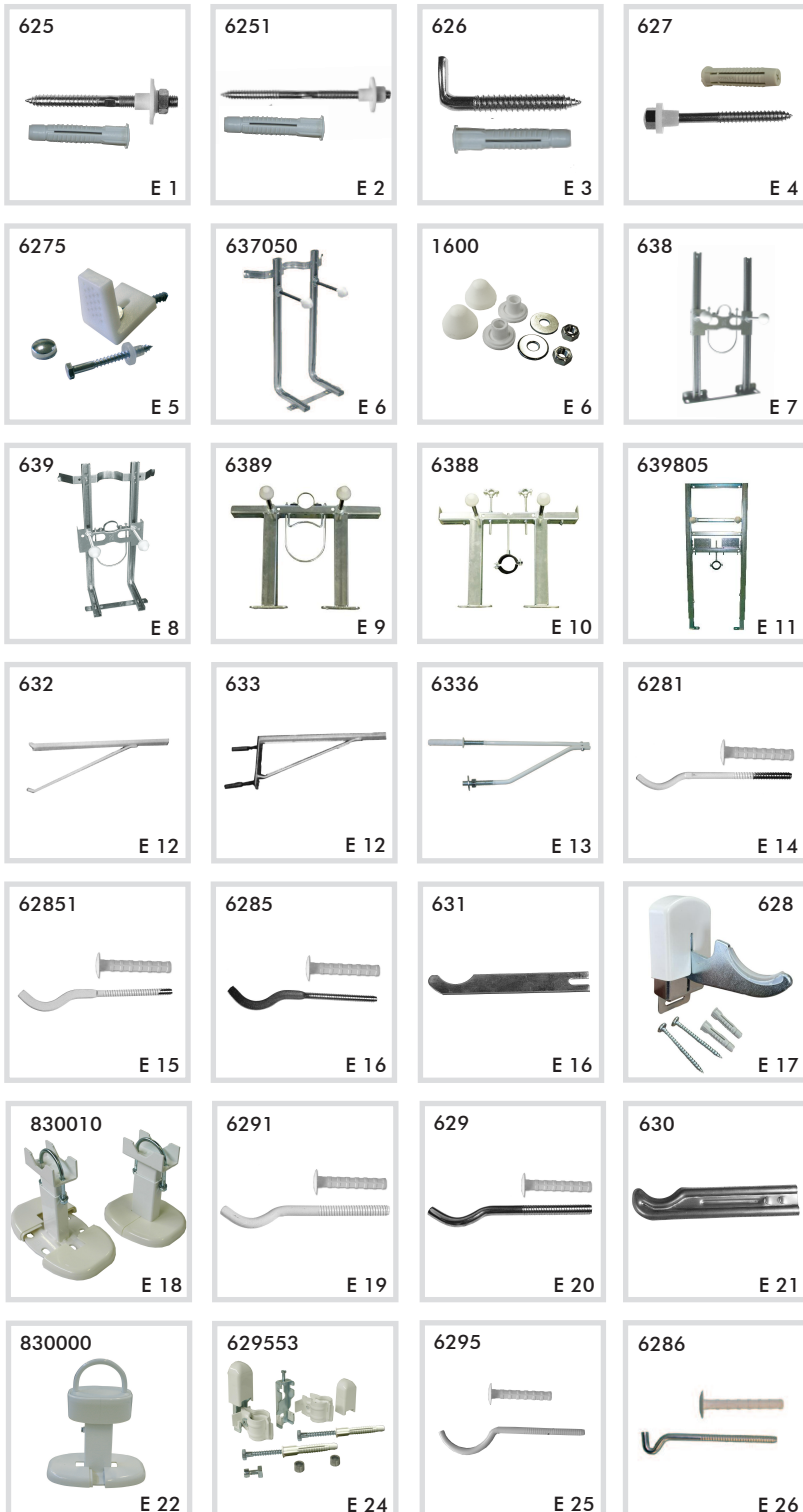 625
E 1
6251
E 2
626
E 3
627
E 4
6275
E 5
637050
E 6
1600
E 6
638
E 7
639
E 8
6389
E 9
6388
E 10
639805
E 11
632
E 12
633
E 12
6336
E 13
6281
E 14
62851
E 15
6285
E 16
631
E 16
628
E 17
830010
E 18
6291
E 19
629
E 20
630
E 21
830000
E 22
629553
E 24
6295
E 25
6286
E 26